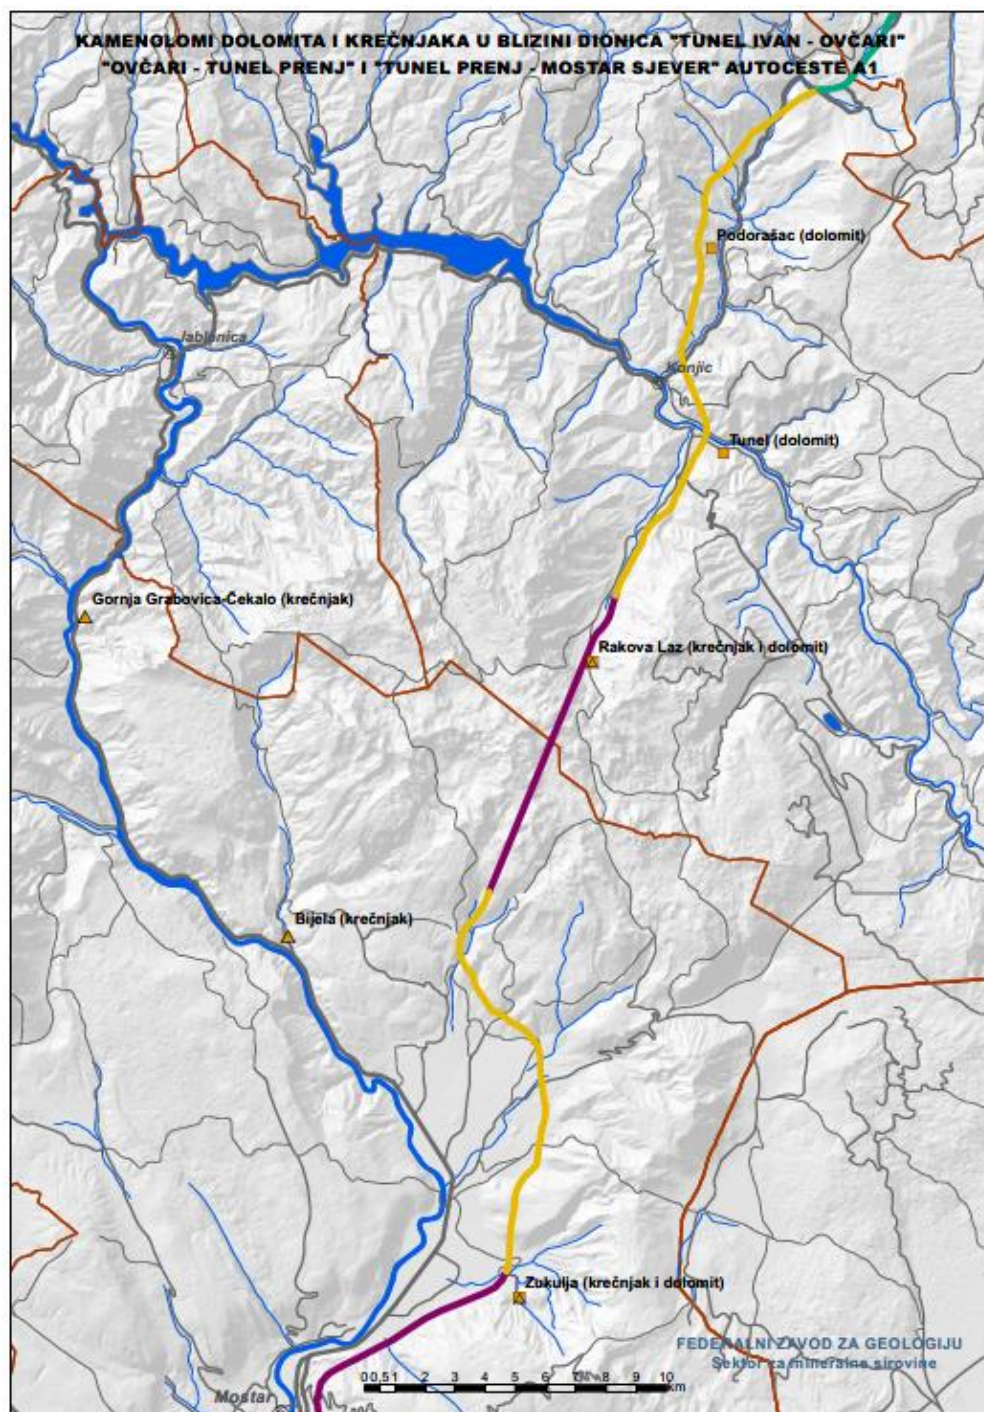 KAMENGLOMI DOLOMITA I KREČNJAKA U BLIZINI DIONICA "TUNEL IVAN - OVČARI"
"OVČARI - TUNEL PRENJ" I "TUNEL PRENJ - MOSTAR SJEVER" AUTOCESTE A1
Podorašac (dolomit)
Jablanica
Konjic
Tunel (dolomit)
Gornja Grabovica-Čekalo (krečnjak)
Rakova Laz (krečnjak i dolomit)
Bijela (krečnjak)
Zukulja (krečnjak i dolomit)
FEDERALNI ZAVOD ZA GEOLOGIJU
Sektor za mineralne sirovine
Mostar
0 0,5 1 2 3 4 5 6 7 8 9 10
km